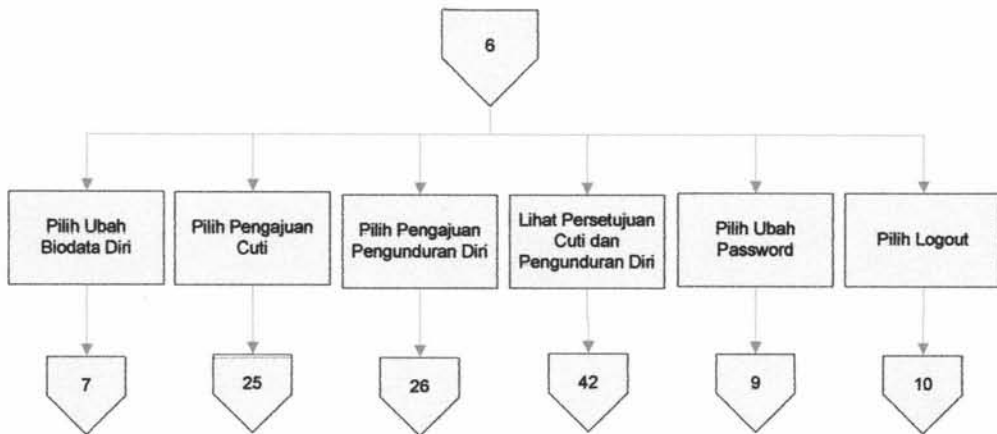 6
Pilih Ubah
Biodata Diri
Pilih Pengajuan
Cuti
Pilih Pengajuan
Pengunduran Diri
Lihat Persetujuan
Cuti dan
Pengunduran Diri
Pilih Ubah
Password
Pilih Logout
7
25
26
42
9
10